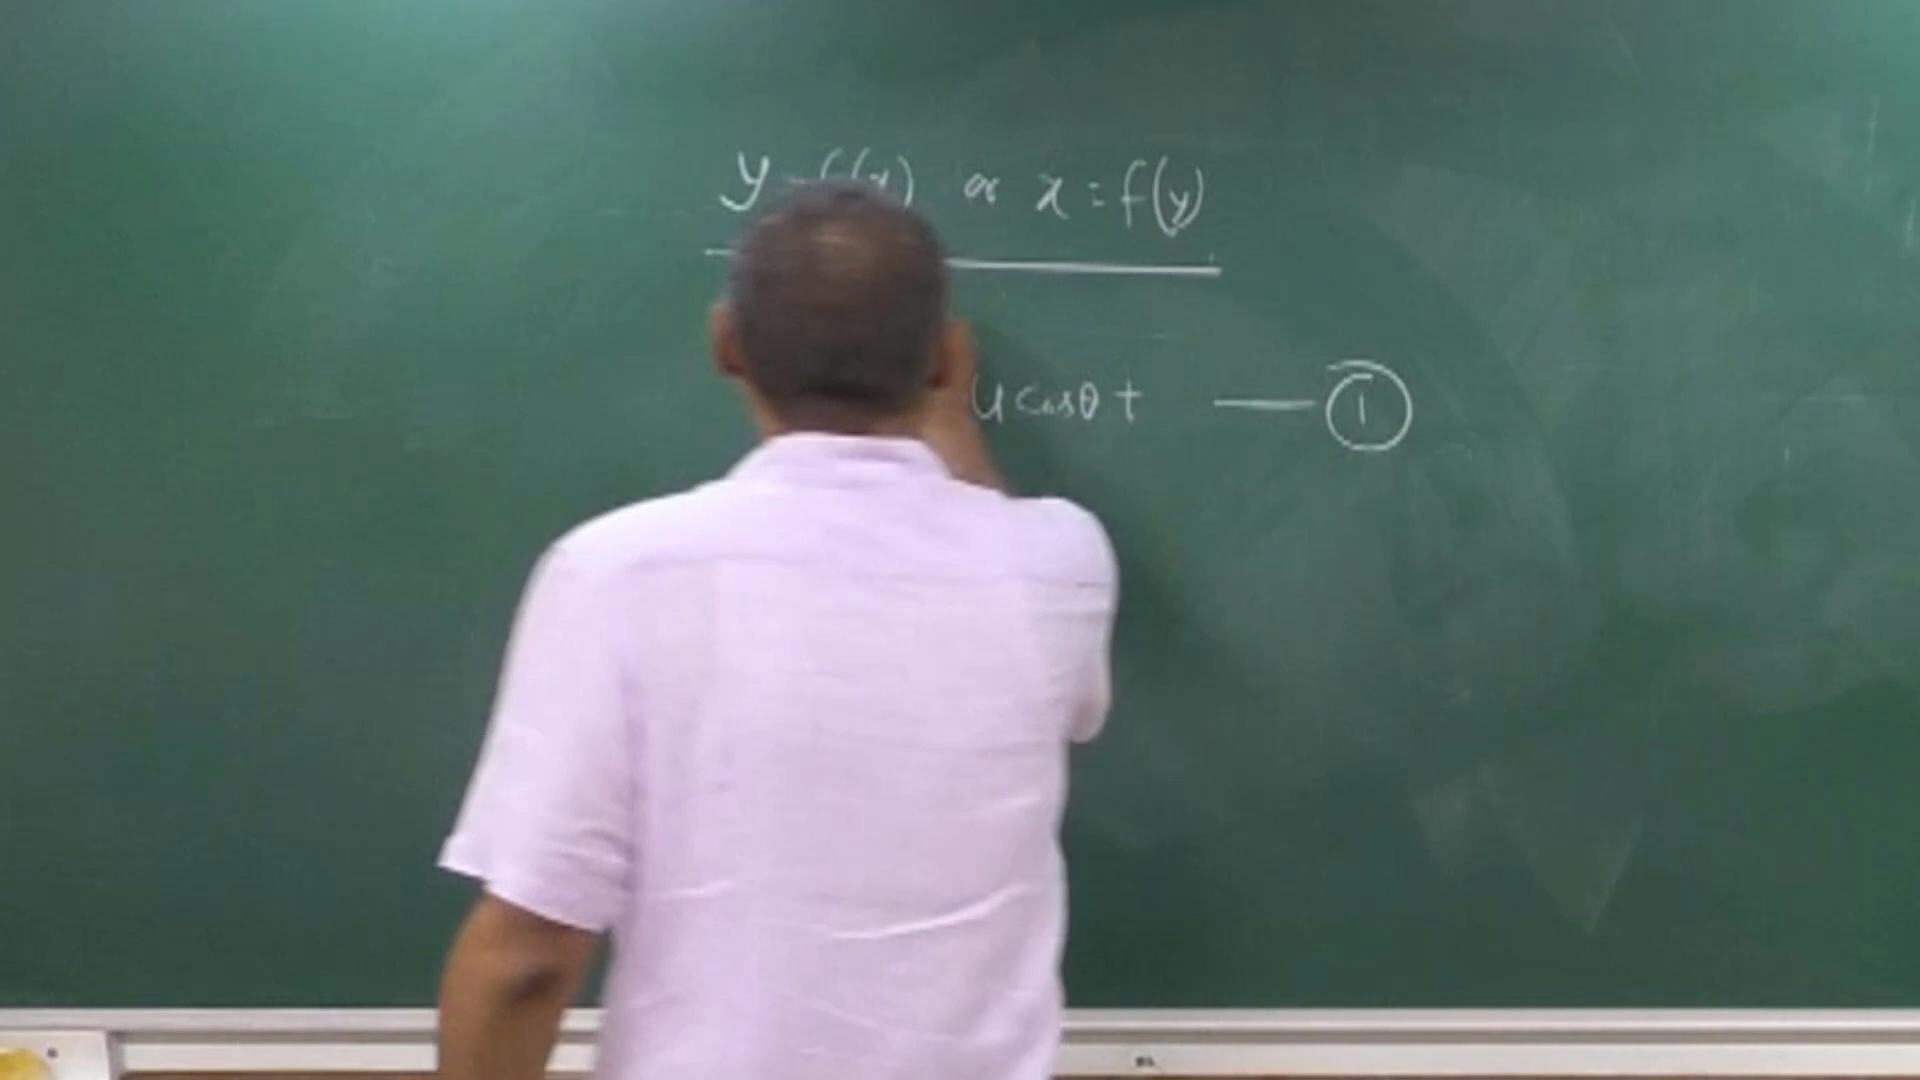 y = f(x) or x = f(y)
u cosθ t —— ①